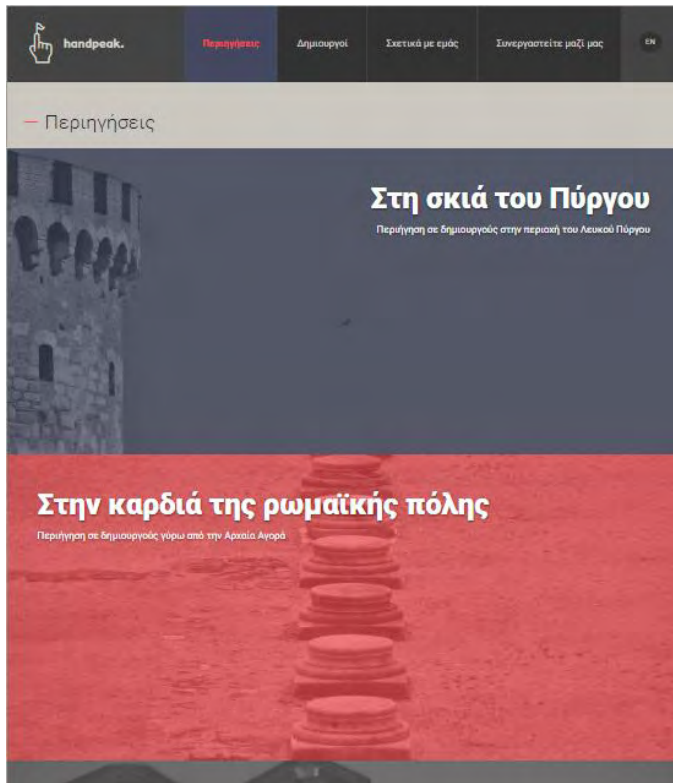 handpeak.
Περιηγήσεις
Δημιουργοί
Σχετικά με εμάς
Συνεργαστείτε μαζί μας
EN
— Περιηγήσεις
Στη σκιά του Πύργου
Περιήγηση σε δημιουργούς στην περιοχή του Λευκού Πύργου
Στην καρδιά της ρωμαϊκής πόλης
Περιήγηση σε δημιουργούς γύρω από την Αρχαία Αγορά